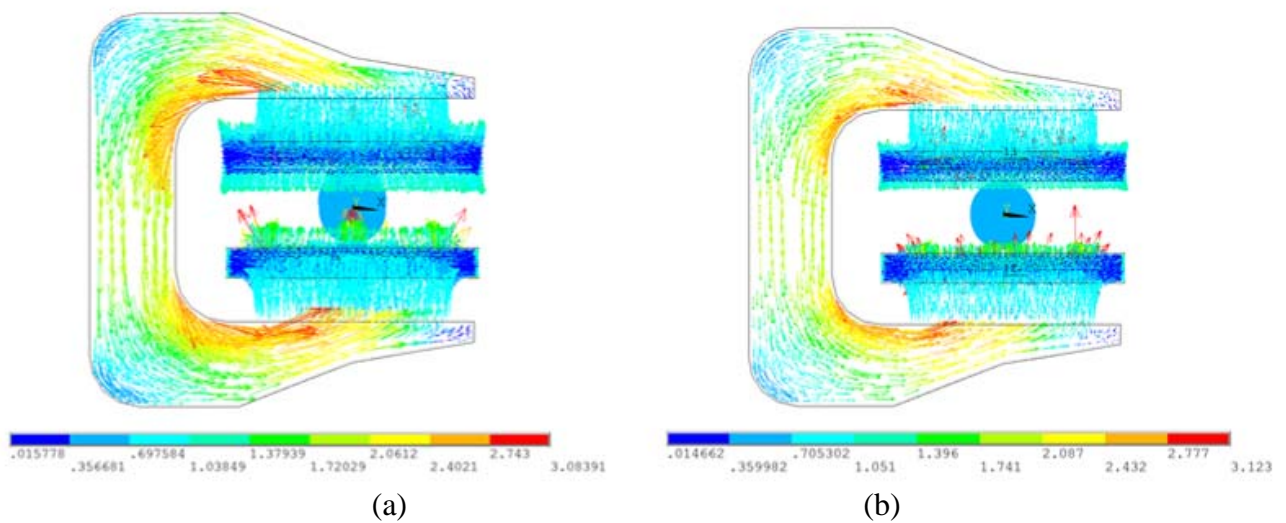 X
X
.015778 .697584 1.37939 2.0612 2.743
.356681 1.03849 1.72029 2.4021 3.08391
.014662 .705302 1.396 2.087 2.777
.359982 1.051 1.741 2.432 3.123
(a)
(b)